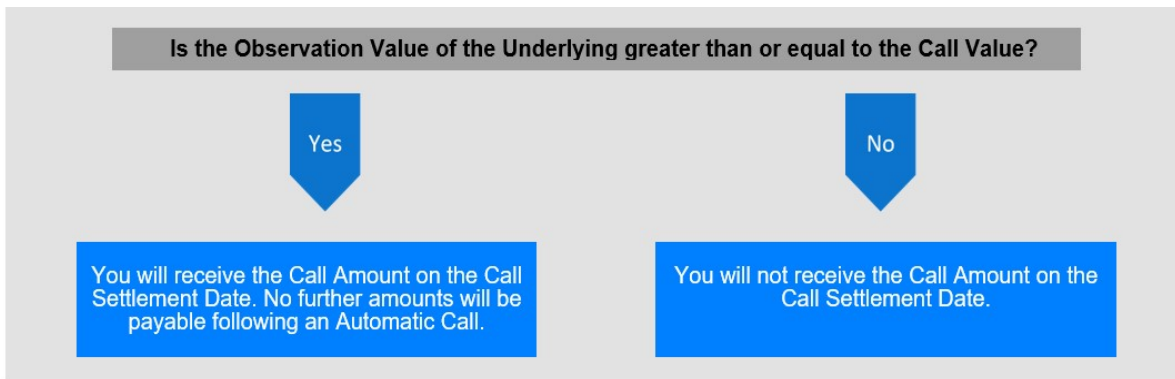 Is the Observation Value of the Underlying greater than or equal to the Call Value?
Yes
No
You will receive the Call Amount on the Call
Settlement Date. No further amounts will be
payable following an Automatic Call.
You will not receive the Call Amount on the
Call Settlement Date.